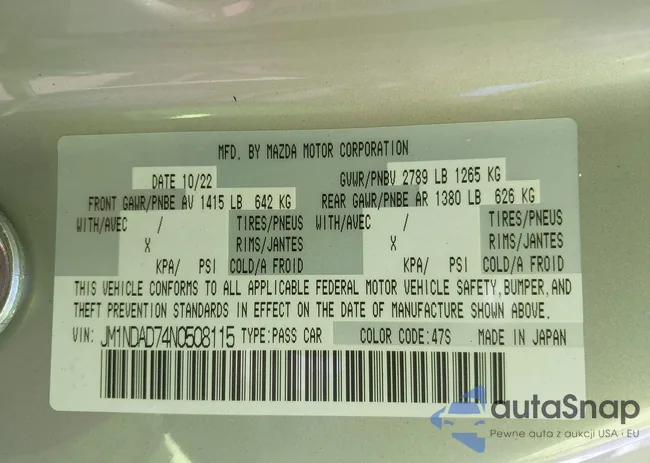 MFD. BY MAZDA MOTOR CORPORATION
DATE 10/22 GVWR/PNBV 2789 LB 1265 KG
FRONT GAWR/PNBE AV 1415 LB 642 KG REAR GAWR/PNBE AR 1380 LB 626 KG
WITH/AVEC / TIRES/PNEUS WITH/AVEC / TIRES/PNEUS
X RIMS/JANTES X RIMS/JANTES
KPA/ PSI COLD/A FROID KPA/ PSI COLD/A FROID
THIS VEHICLE CONFORMS TO ALL APPLICABLE FEDERAL MOTOR VEHICLE SAFETY,BUMPER,AND
THEFT PREVENTION STANDARDS IN EFFECT ON THE DATE OF MANUFACTURE SHOWN ABOVE.
VIN: JM1NDAD74N0508115 TYPE:PASS CAR COLOR CODE:47S MADE IN JAPAN
autaSnap
Pewne auta z aukcji USA i EU